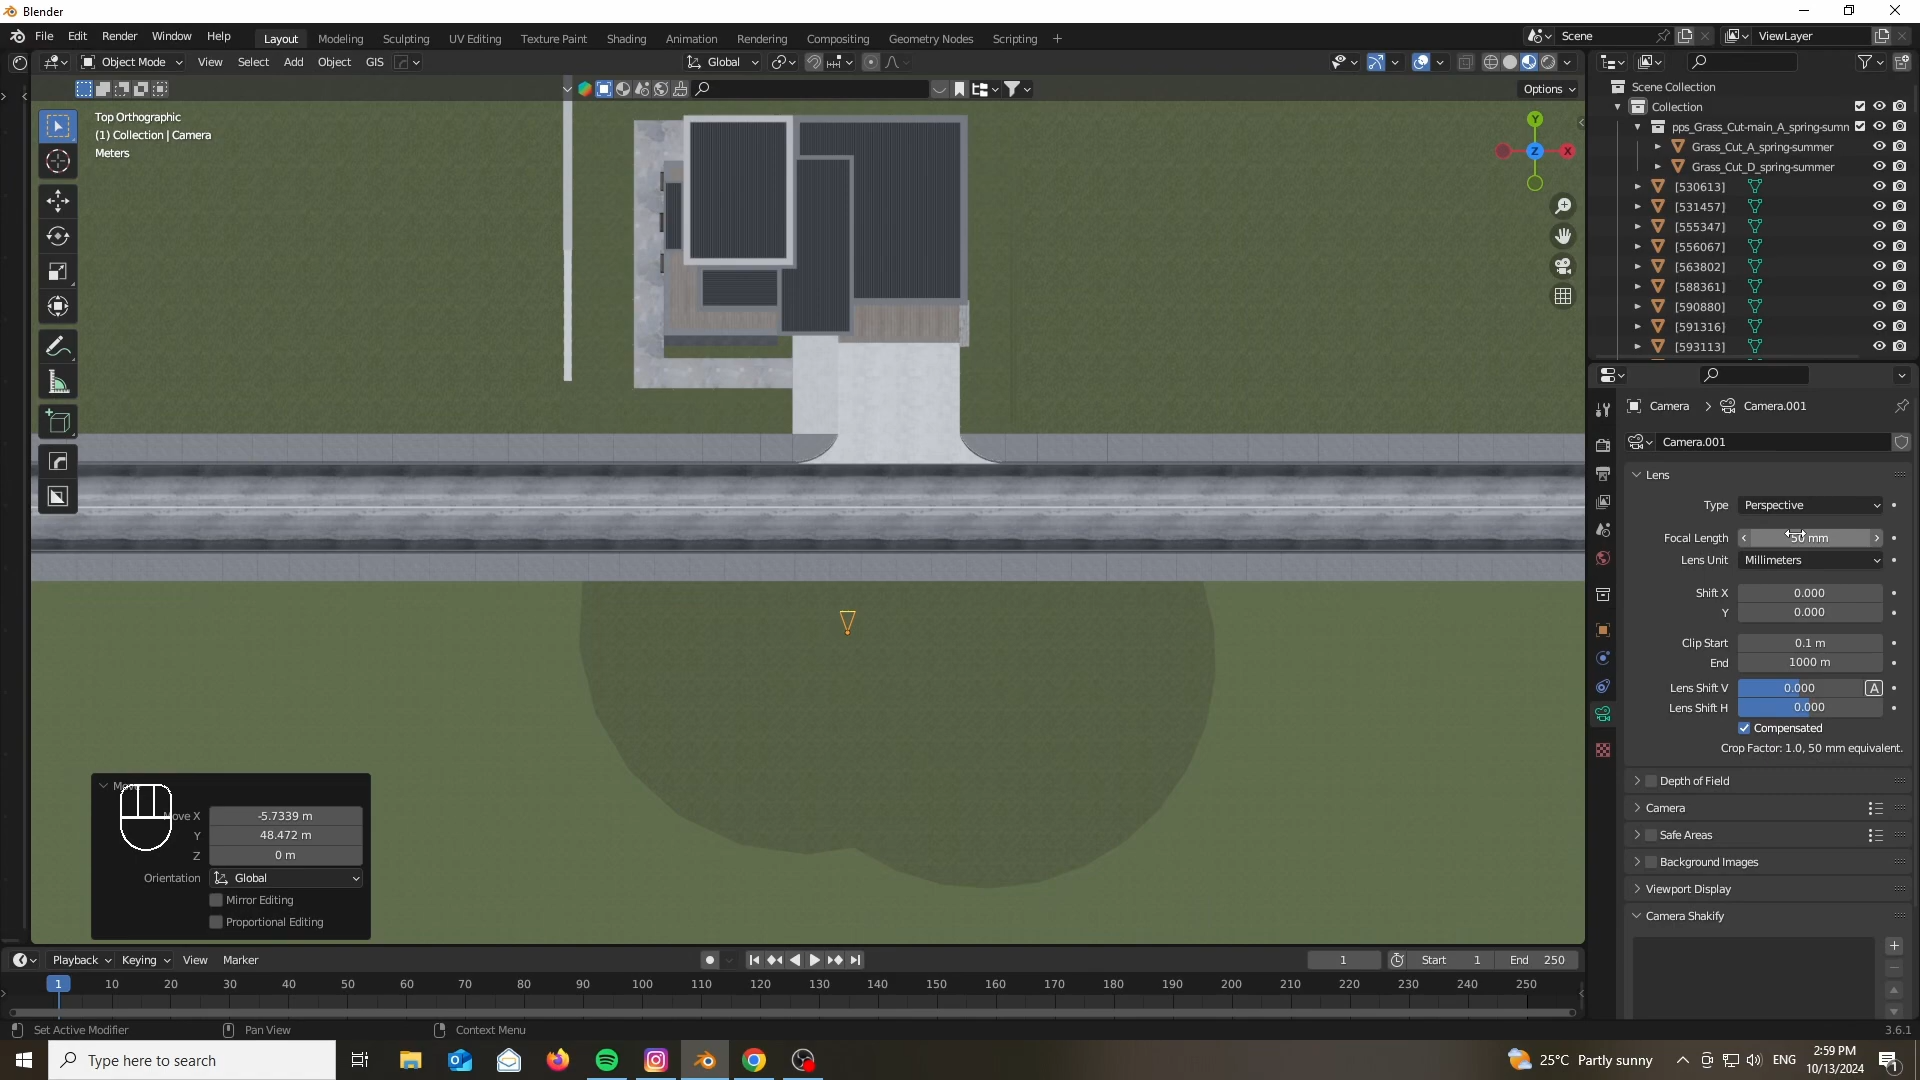 Blender
File Edit Render Window Help
Layout Modeling Sculpting UV Editing Texture Paint Shading Animation Rendering Compositing Geometry Nodes Scripting +
Scene
ViewLayer
Object Mode
View Select Add Object GIS
Global
Options
Top Orthographic
(1) Collection | Camera
Meters
Y
Z
X
Scene Collection
Collection
pps_Grass_Cut-main_A_spring-sumn
Grass_Cut_A_spring-summer
Grass_Cut_D_spring-summer
[530613]
[531457]
[555347]
[556067]
[563802]
[588361]
[590880]
[591316]
[593113]
Camera > Camera.001
Camera.001
Lens
Type Perspective
Focal Length 50 mm
Lens Unit Millimeters
Shift X 0.000
Y 0.000
Clip Start 0.1 m
End 1000 m
Lens Shift V 0.000 A
Lens Shift H 0.000
Compensated
Crop Factor: 1.0, 50 mm equivalent.
Depth of Field
Camera
Safe Areas
Background Images
Viewport Display
Camera Shakify
Move X -5.7339 m
Y 48.472 m
Z 0 m
Orientation Global
Mirror Editing
Proportional Editing
Playback Keying View Marker
1 Start 1 End 250
1 10 20 30 40 50 60 70 80 90 100 110 120 130 140 150 160 170 180 190 200 210 220 230 240 250
Set Active Modifier Pan View Context Menu 3.6.1
Type here to search
25°C Partly sunny
ENG
2:59 PM
10/13/2024
1